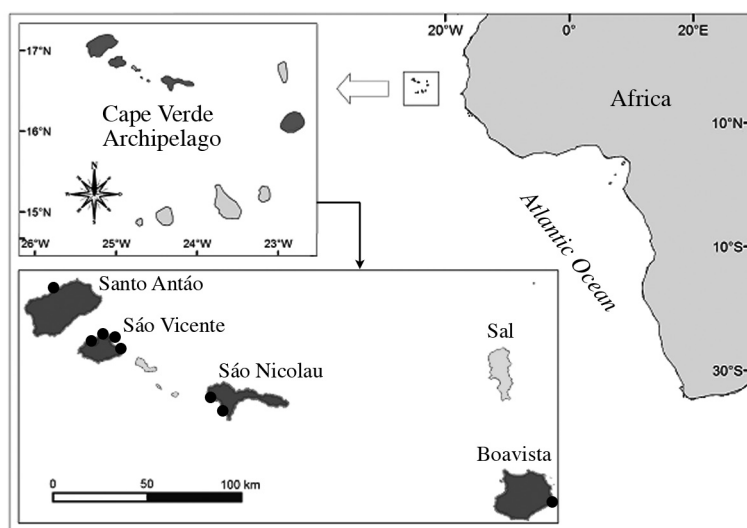 20°W
0°
20°E
17°N
16°N
15°N
Cape Verde
Archipelago
N
26°W
25°W
24°W
23°W
Africa
10°N
10°S
30°S
Atlantic Ocean
Santo Antáo
Sáo Vicente
Sáo Nicolau
Sal
Boavista
0
50
100 km